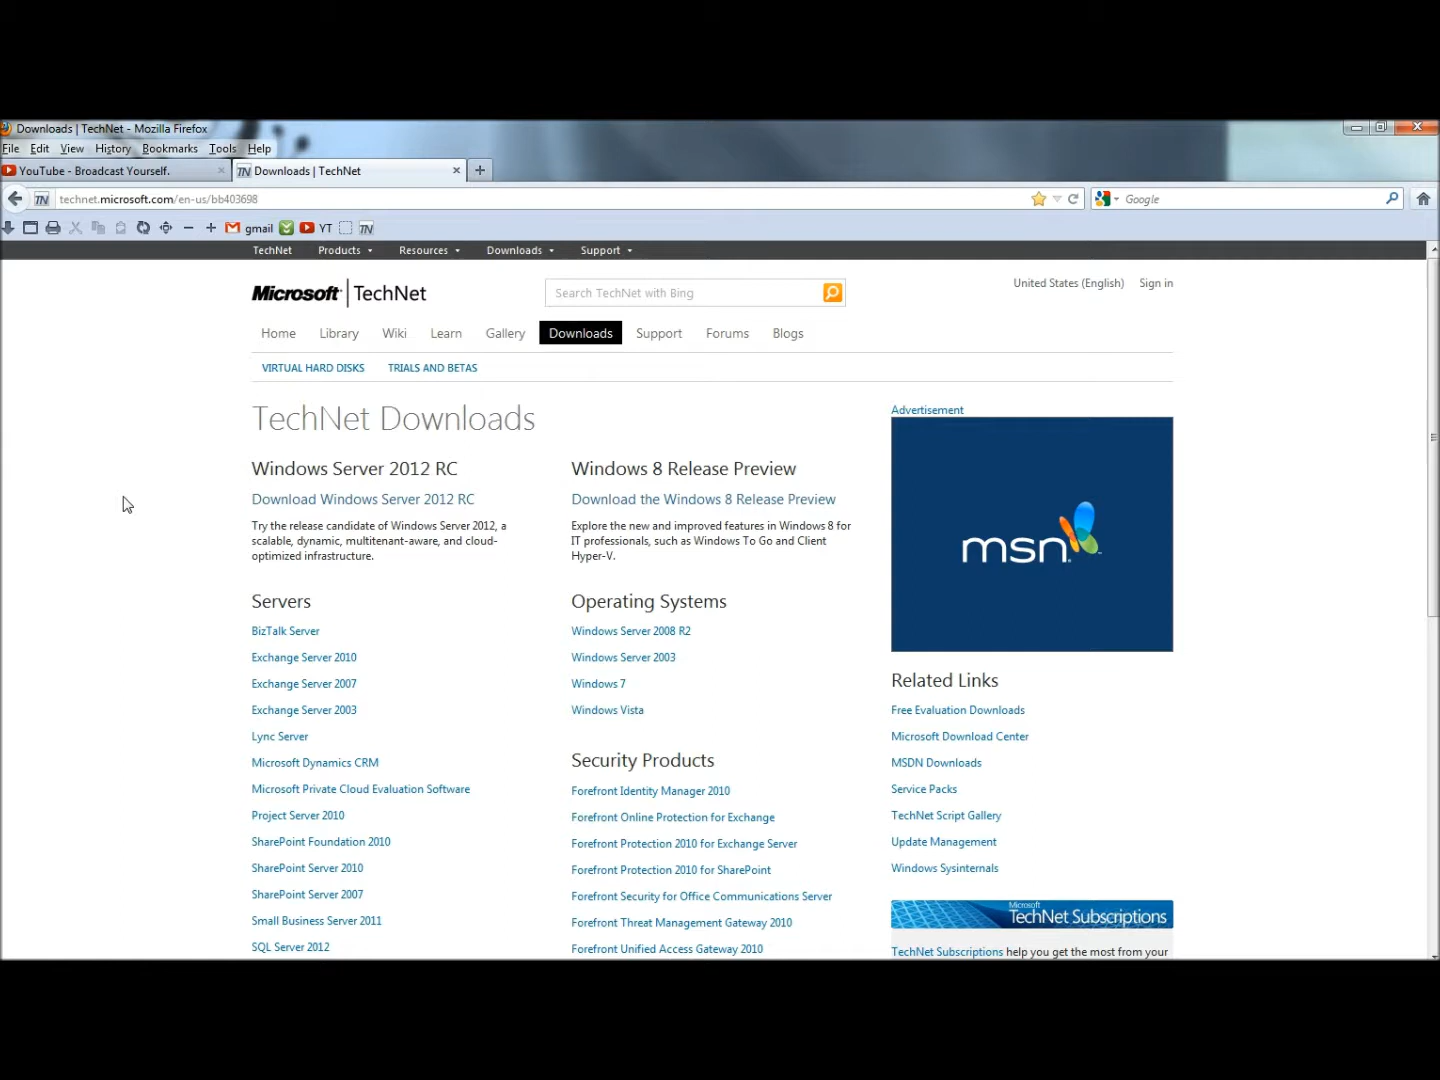 Downloads | TechNet - Mozilla Firefox
File Edit View History Bookmarks Tools Help
YouTube - Broadcast Yourself.
TN Downloads | TechNet
TN technet.microsoft.com/en-us/bb403698
Google
gmail YT TN
TechNet Products Resources Downloads Support
Microsoft TechNet
Search TechNet with Bing
United States (English) Sign in
Home Library Wiki Learn Gallery Downloads Support Forums Blogs
VIRTUAL HARD DISKS TRIALS AND BETAS
TechNet Downloads
Windows Server 2012 RC
Download Windows Server 2012 RC
Try the release candidate of Windows Server 2012, a
scalable, dynamic, multitenant-aware, and cloud-
optimized infrastructure.
Servers
BizTalk Server
Exchange Server 2010
Exchange Server 2007
Exchange Server 2003
Lync Server
Microsoft Dynamics CRM
Microsoft Private Cloud Evaluation Software
Project Server 2010
SharePoint Foundation 2010
SharePoint Server 2010
SharePoint Server 2007
Small Business Server 2011
SQL Server 2012
Windows 8 Release Preview
Download the Windows 8 Release Preview
Explore the new and improved features in Windows 8 for
IT professionals, such as Windows To Go and Client
Hyper-V.
Operating Systems
Windows Server 2008 R2
Windows Server 2003
Windows 7
Windows Vista
Security Products
Forefront Identity Manager 2010
Forefront Online Protection for Exchange
Forefront Protection 2010 for Exchange Server
Forefront Protection 2010 for SharePoint
Forefront Security for Office Communications Server
Forefront Threat Management Gateway 2010
Forefront Unified Access Gateway 2010
Advertisement
msn
Related Links
Free Evaluation Downloads
Microsoft Download Center
MSDN Downloads
Service Packs
TechNet Script Gallery
Update Management
Windows Sysinternals
Microsoft
TechNet Subscriptions
TechNet Subscriptions help you get the most from your